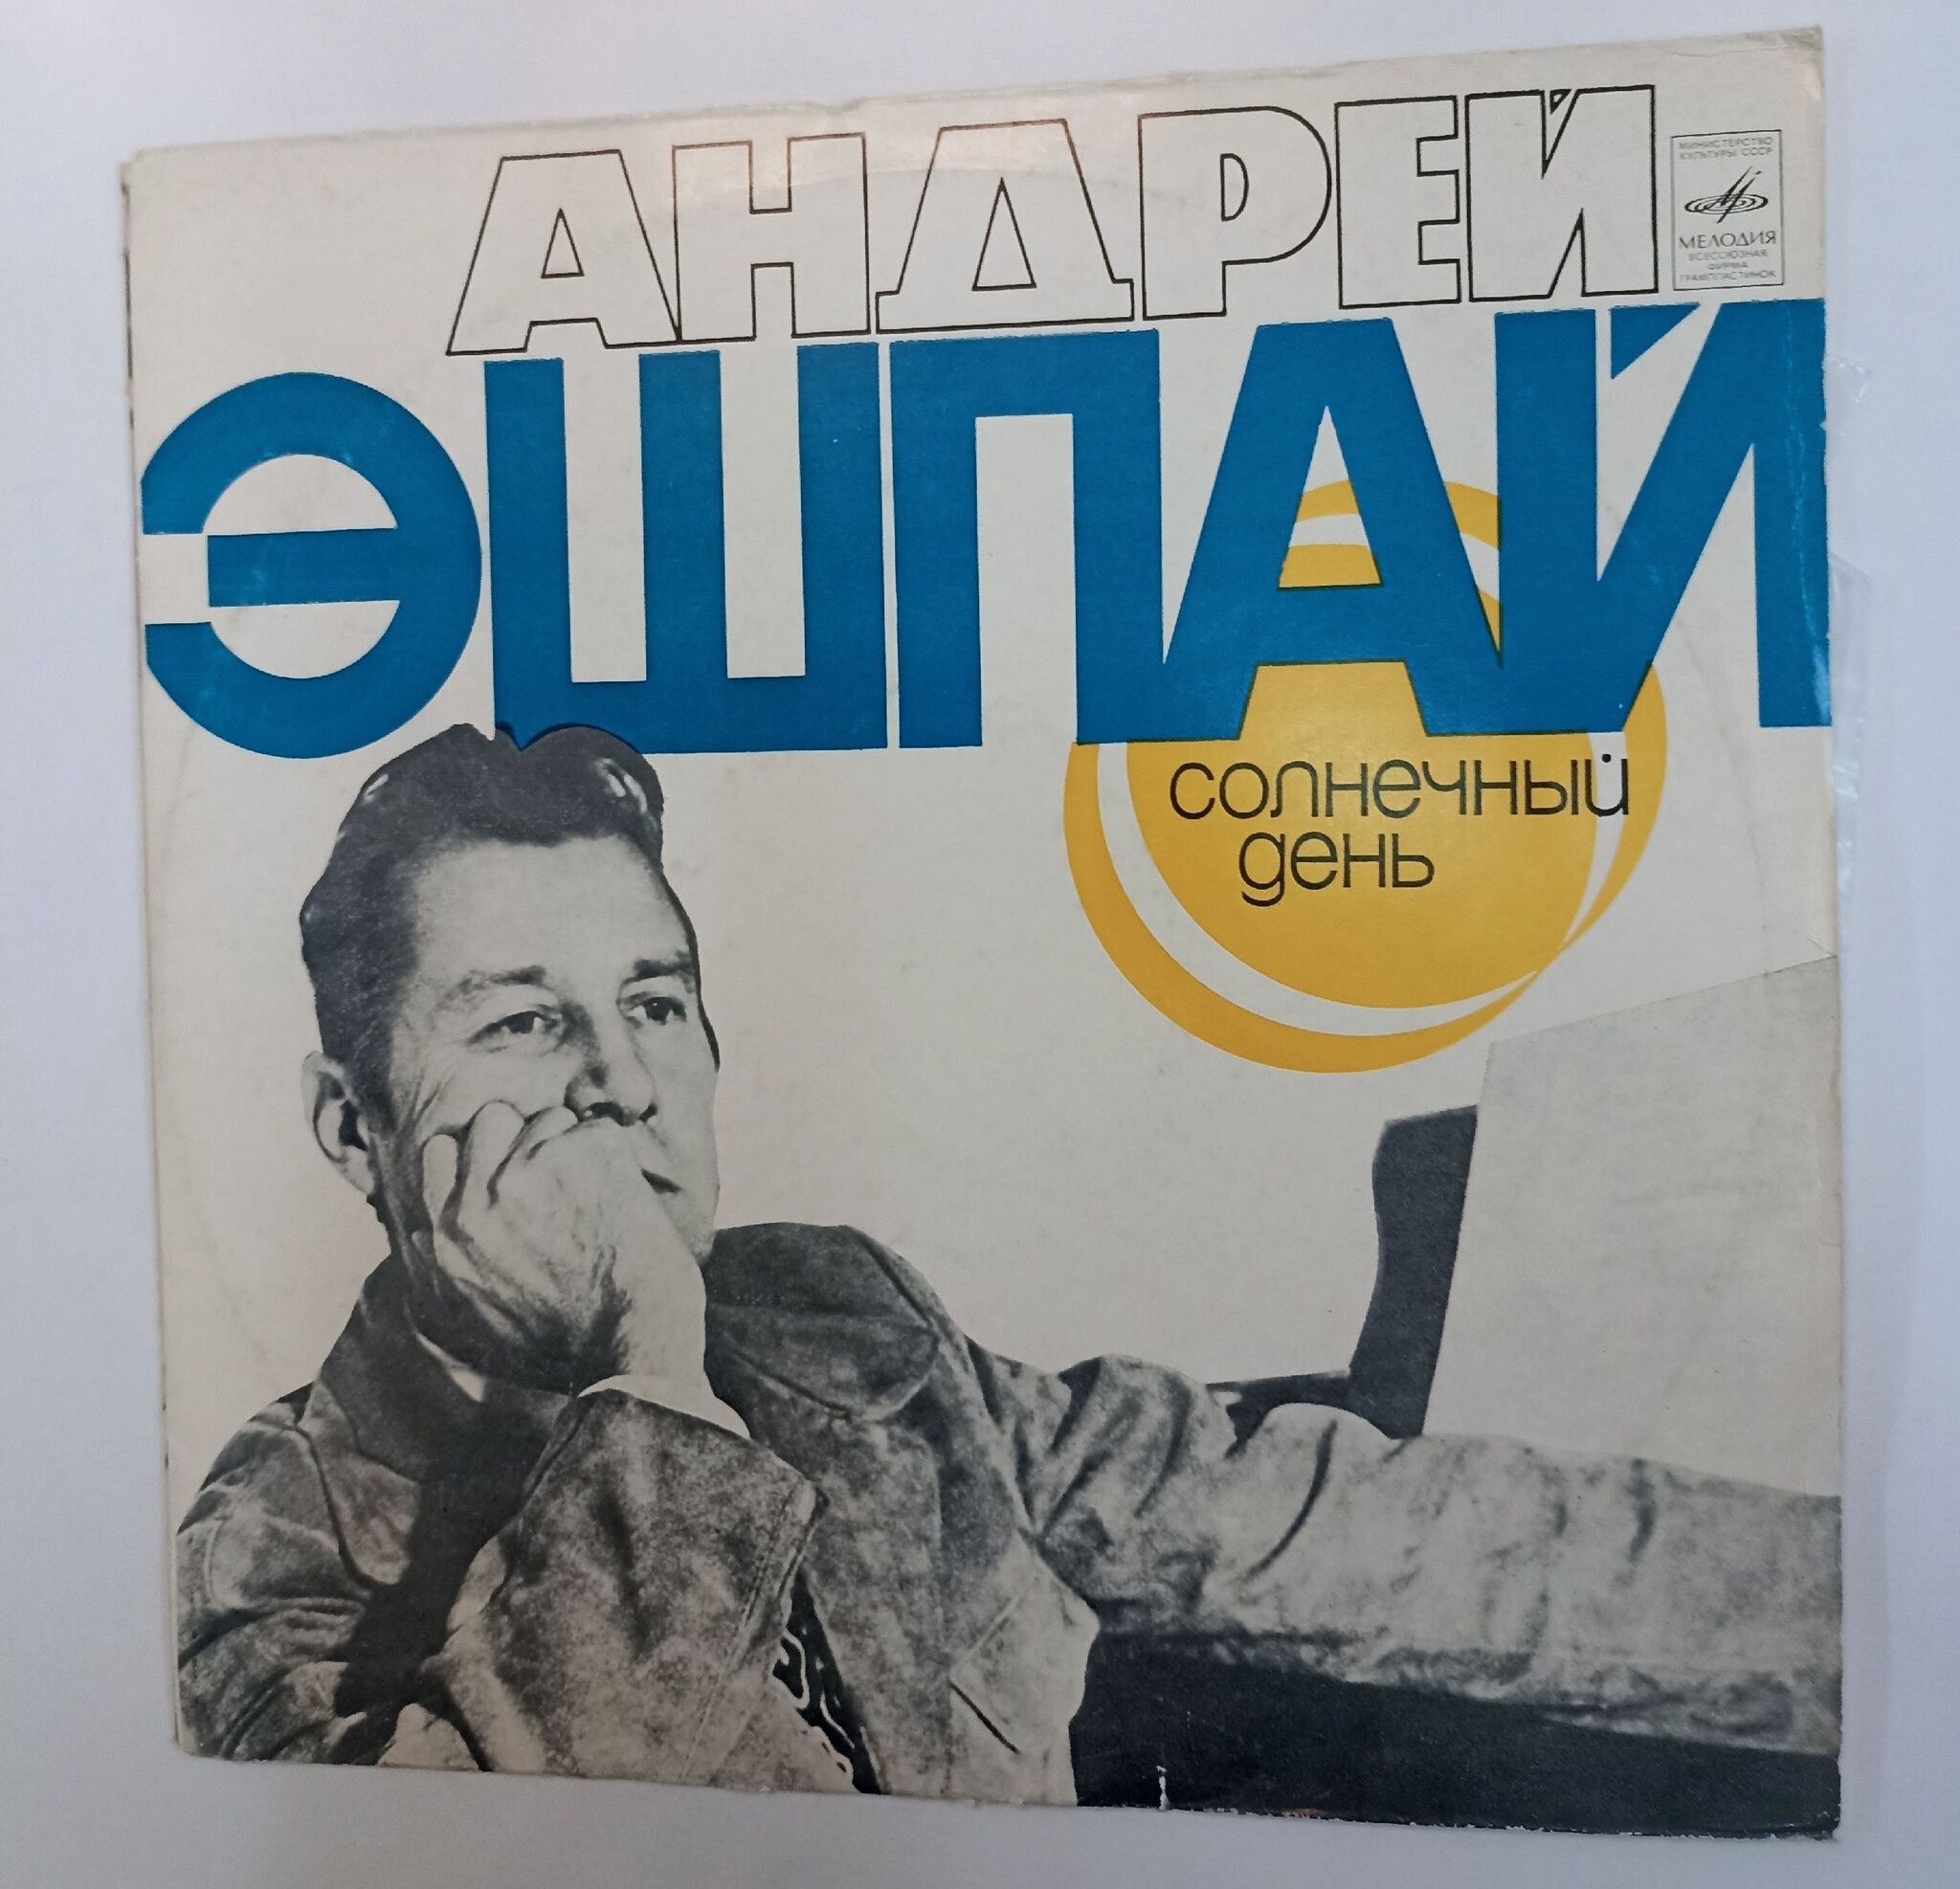 АНДРЕЙ
МИНИСТЕРСТВО
КУЛЬТУРЫ СССР
МЕЛОДИЯ
ВСЕСОЮЗНАЯ
ФИРМА
ГРАМПЛАСТИНОК
ЭШПАЙ
солнечный
день